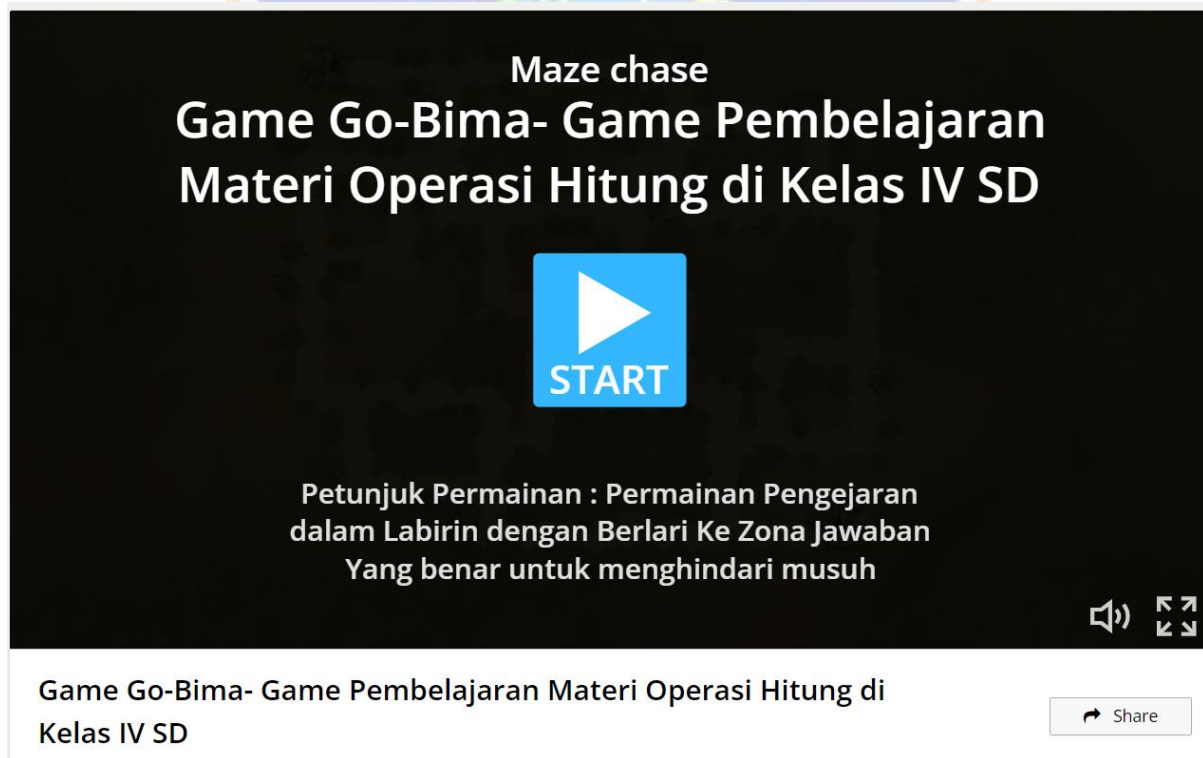 Maze chase
Game Go-Bima- Game Pembelajaran
Materi Operasi Hitung di Kelas IV SD
START
Petunjuk Permainan : Permainan Pengejaran
dalam Labirin dengan Berlari Ke Zona Jawaban
Yang benar untuk menghindari musuh
Game Go-Bima- Game Pembelajaran Materi Operasi Hitung di
Kelas IV SD
Share